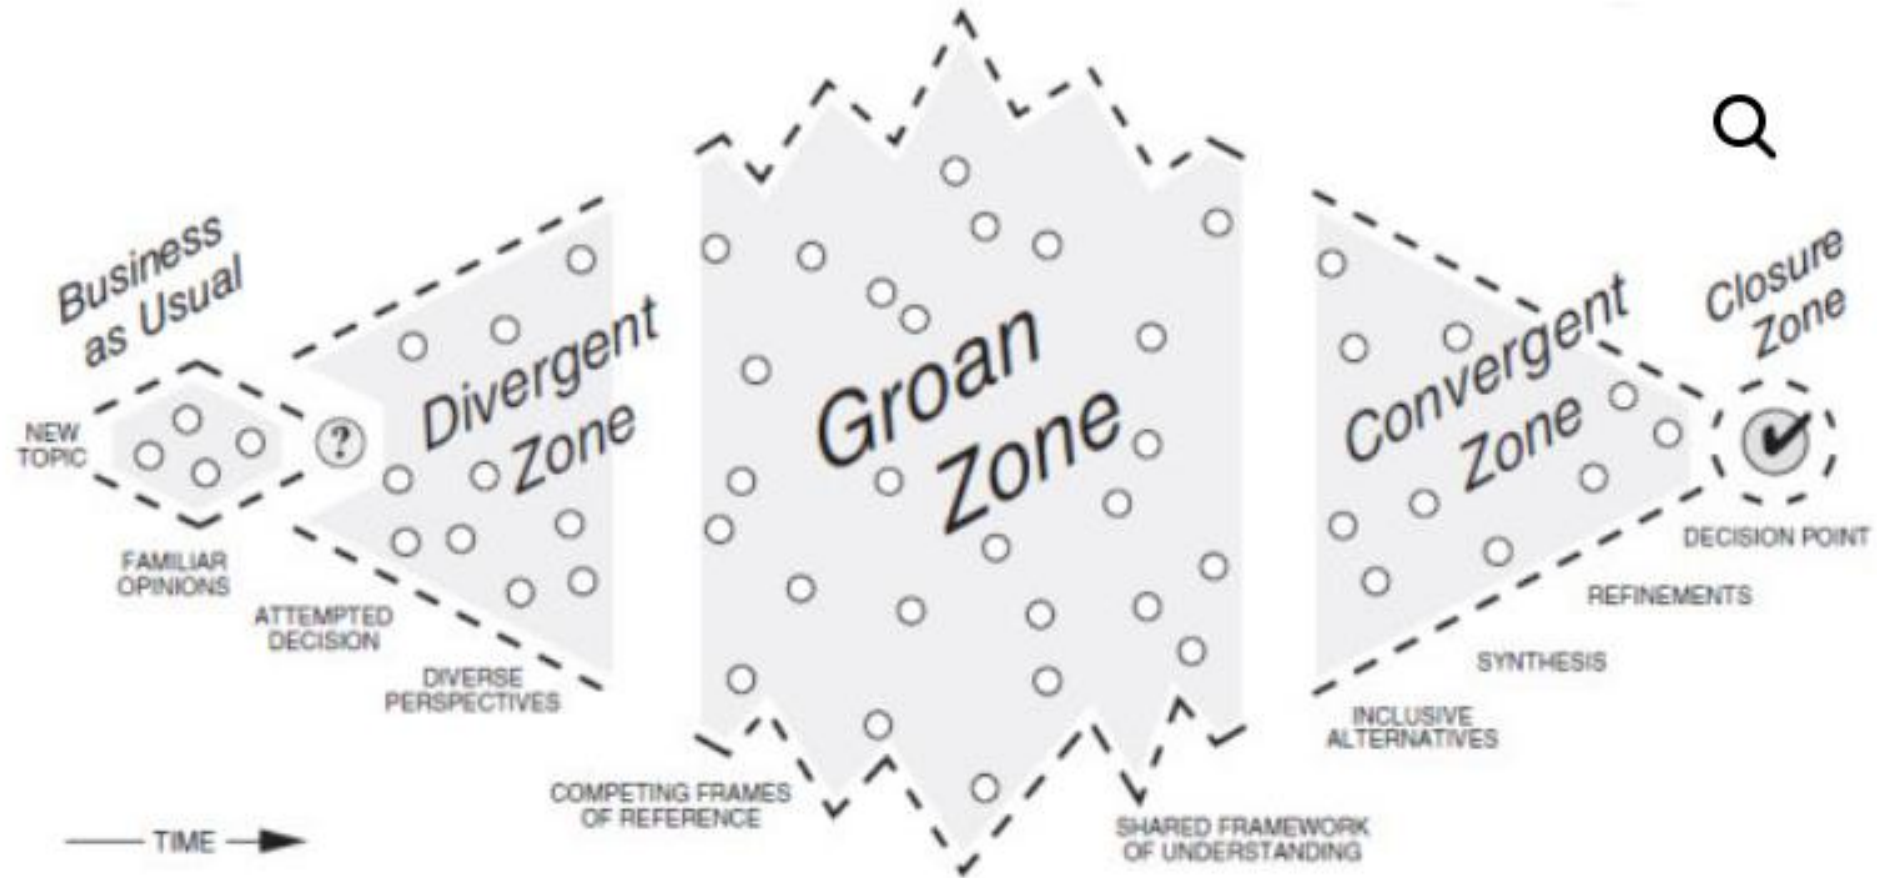 Business
as Usual
NEW
TOPIC
?
FAMILIAR
OPINIONS
ATTEMPTED
DECISION
Divergent
Zone
DIVERSE
PERSPECTIVES
Groan
Zone
COMPETING FRAMES
OF REFERENCE
SHARED FRAMEWORK
OF UNDERSTANDING
Convergent
Zone
INCLUSIVE
ALTERNATIVES
SYNTHESIS
REFINEMENTS
Closure
Zone
DECISION POINT
TIME